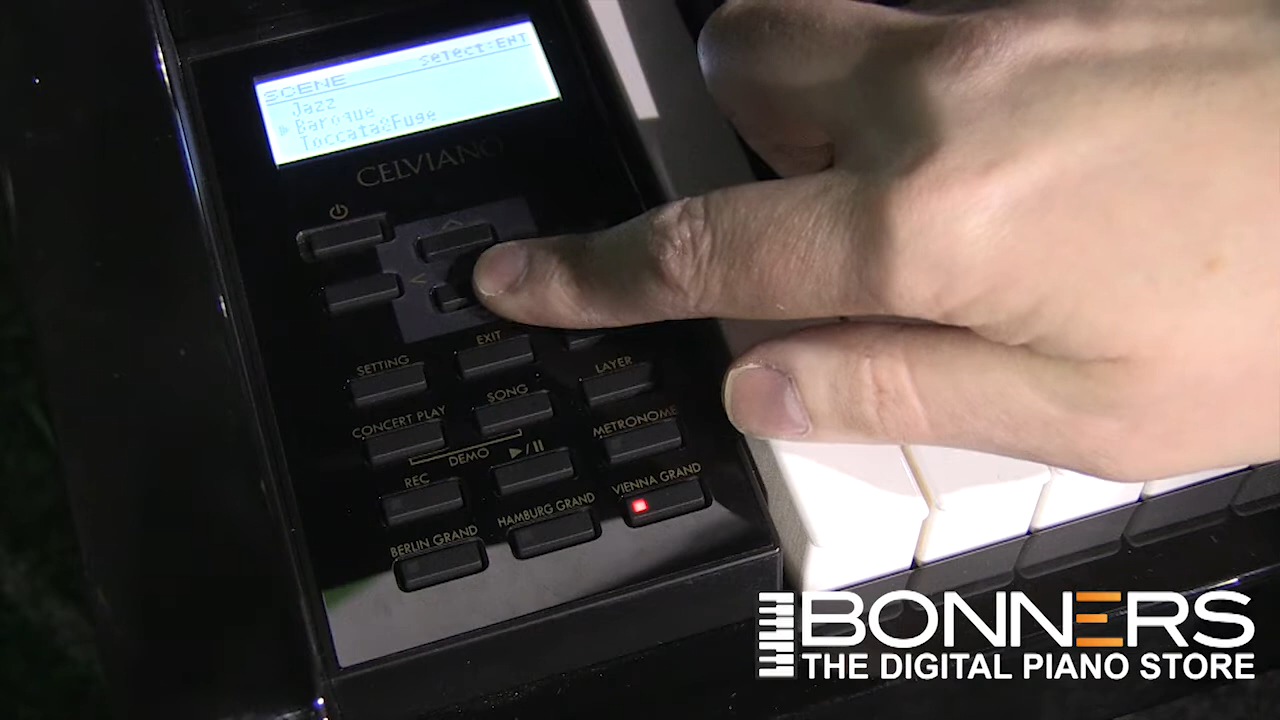 SCENE Select:ENT
Jazz
Baroque
Toccata&Fuge
CELVIANO
EXIT
SETTING
LAYER
SONG
CONCERT PLAY
METRONOME
DEMO
REC
VIENNA GRAND
HAMBURG GRAND
BERLIN GRAND
BONNERS
THE DIGITAL PIANO STORE